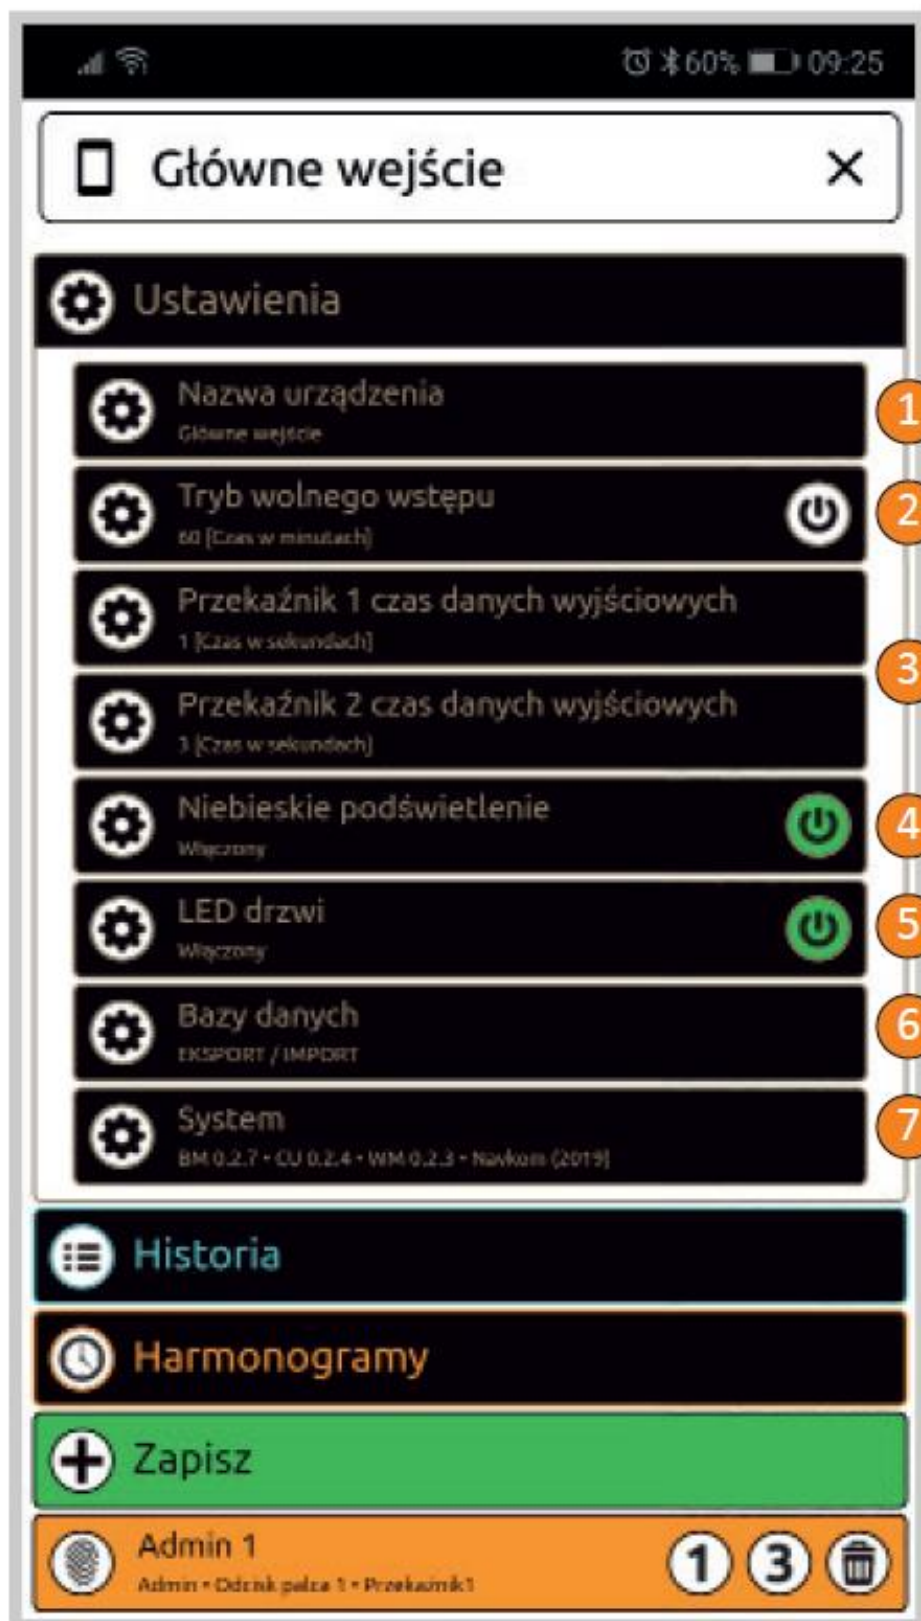 60% 09:25
Główne wejście
Ustawienia
Nazwa urządzenia
Główne wejście
1
Tryb wolnego wstępu
60 [Czas w minutach]
2
Przekaźnik 1 czas danych wyjściowych
1 [Czas w sekundach]
3
Przekaźnik 2 czas danych wyjściowych
3 [Czas w sekundach]
Niebieskie podświetlenie
Włączony
4
LED drzwi
Włączony
5
Bazy danych
EKSPORT / IMPORT
6
System
BM 0.2.7 • CU 0.2.4 • WM 0.2.3 • Navkom (2019)
7
Historia
Harmonogramy
Zapisz
Admin 1
Admin • Odcisk palca 1 • Przekaźnik1
1 3